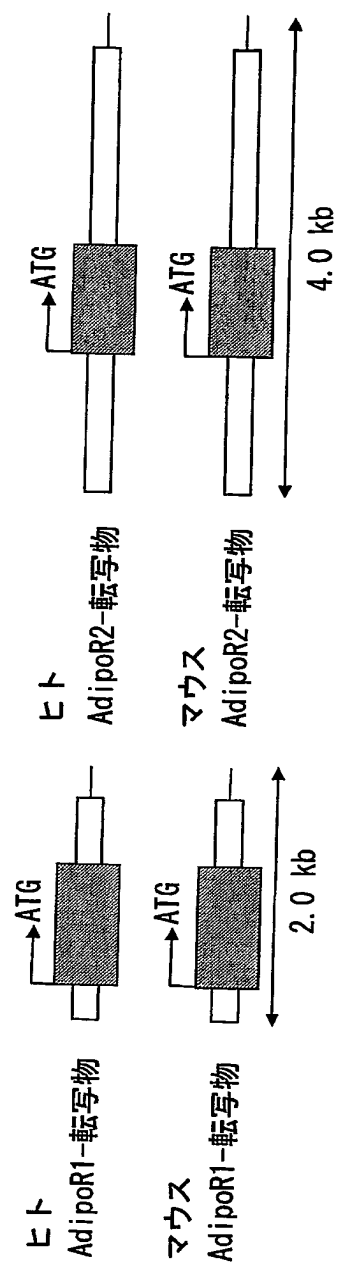 ヒト
AdipoR1-転写物
ATG
マウス
AdipoR1-転写物
ATG
2.0 kb
ヒト
AdipoR2-転写物
ATG
マウス
AdipoR2-転写物
ATG
4.0 kb